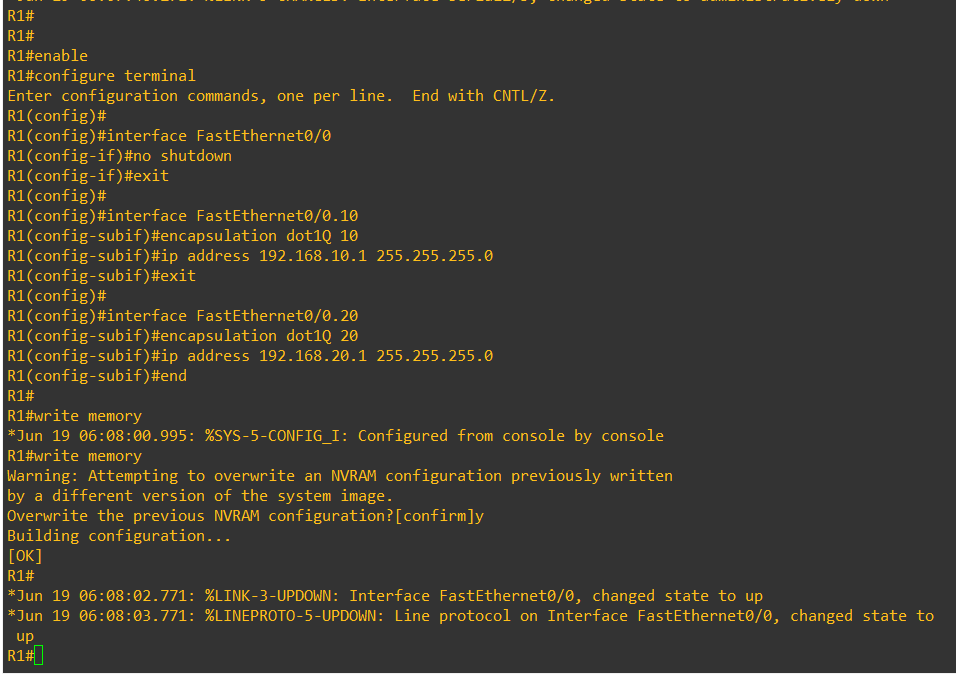 R1#
R1#
R1#enable
R1#configure terminal
Enter configuration commands, one per line.  End with CNTL/Z.
R1(config)#
R1(config)#interface FastEthernet0/0
R1(config-if)#no shutdown
R1(config-if)#exit
R1(config)#
R1(config)#interface FastEthernet0/0.10
R1(config-subif)#encapsulation dot1Q 10
R1(config-subif)#ip address 192.168.10.1 255.255.255.0
R1(config-subif)#exit
R1(config)#
R1(config)#interface FastEthernet0/0.20
R1(config-subif)#encapsulation dot1Q 20
R1(config-subif)#ip address 192.168.20.1 255.255.255.0
R1(config-subif)#end
R1#
R1#write memory
*Jun 19 06:08:00.995: %SYS-5-CONFIG_I: Configured from console by console
R1#write memory
Warning: Attempting to overwrite an NVRAM configuration previously written
by a different version of the system image.
Overwrite the previous NVRAM configuration?[confirm]y
Building configuration...
[OK]
R1#
*Jun 19 06:08:02.771: %LINK-3-UPDOWN: Interface FastEthernet0/0, changed state to up
*Jun 19 06:08:03.771: %LINEPROTO-5-UPDOWN: Line protocol on Interface FastEthernet0/0, changed state to
 up
R1#